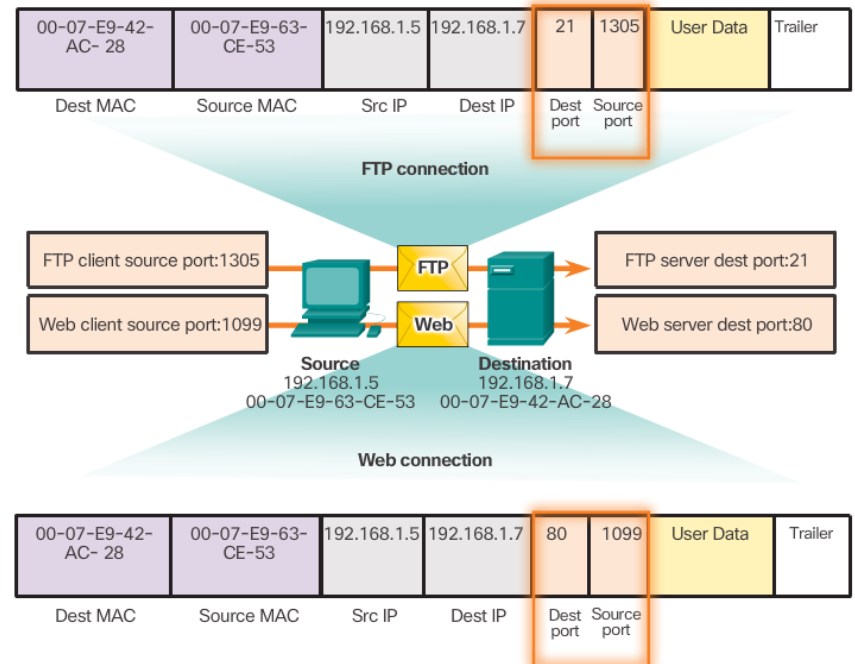 00-07-E9-42-
AC- 28
00-07-E9-63-
CE-53
192.168.1.5
192.168.1.7
21
1305
User Data
Trailer
Dest MAC
Source MAC
Src IP
Dest IP
Dest
port
Source
port
FTP connection
FTP client source port:1305
FTP
FTP server dest port:21
Web client source port:1099
Web
Web server dest port:80
Source
192.168.1.5
00-07-E9-63-CE-53
Destination
192.168.1.7
00-07-E9-42-AC-28
Web connection
00-07-E9-42-
AC- 28
00-07-E9-63-
CE-53
192.168.1.5
192.168.1.7
80
1099
User Data
Trailer
Dest MAC
Source MAC
Src IP
Dest IP
Dest
port
Source
port